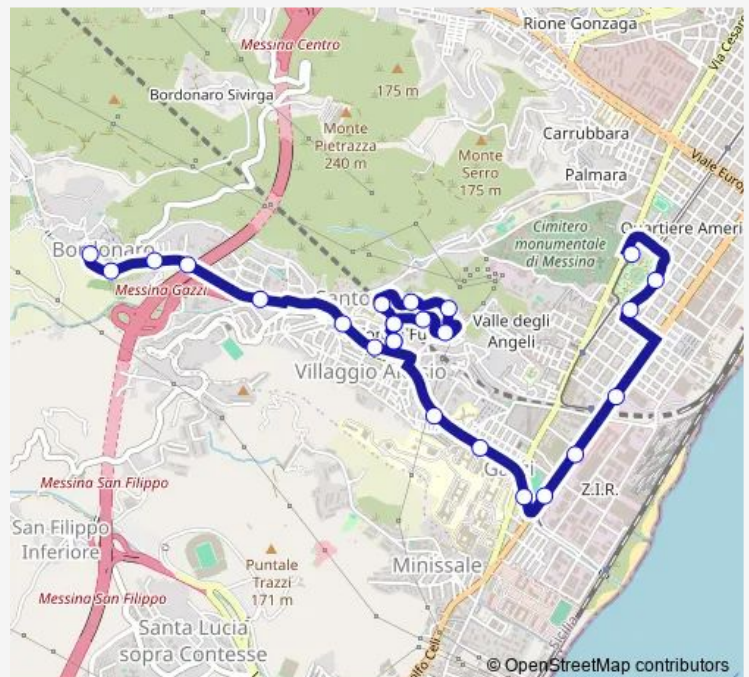 Rione Gonzaga
Via Cesar
Messina Centro
175 m
Bordonaro Sivirga
Monte
Pietrazza
240 m
Carrubbara
Monte
Serro
175 m
Palmara
Viale Euro
Cimitero
monumentale
di Messina
Quartiere Ameri
Bordonaro
Messina Gazzi
Valle degli
Angeli
Villaggio
Z.I.R.
Messina San Filippo
San Filippo
Inferiore
Minissale
Puntale
Trazzi
171 m
Messina San Filippo
Santa Lucia
sopra Contesse
© OpenStreetMap contributors